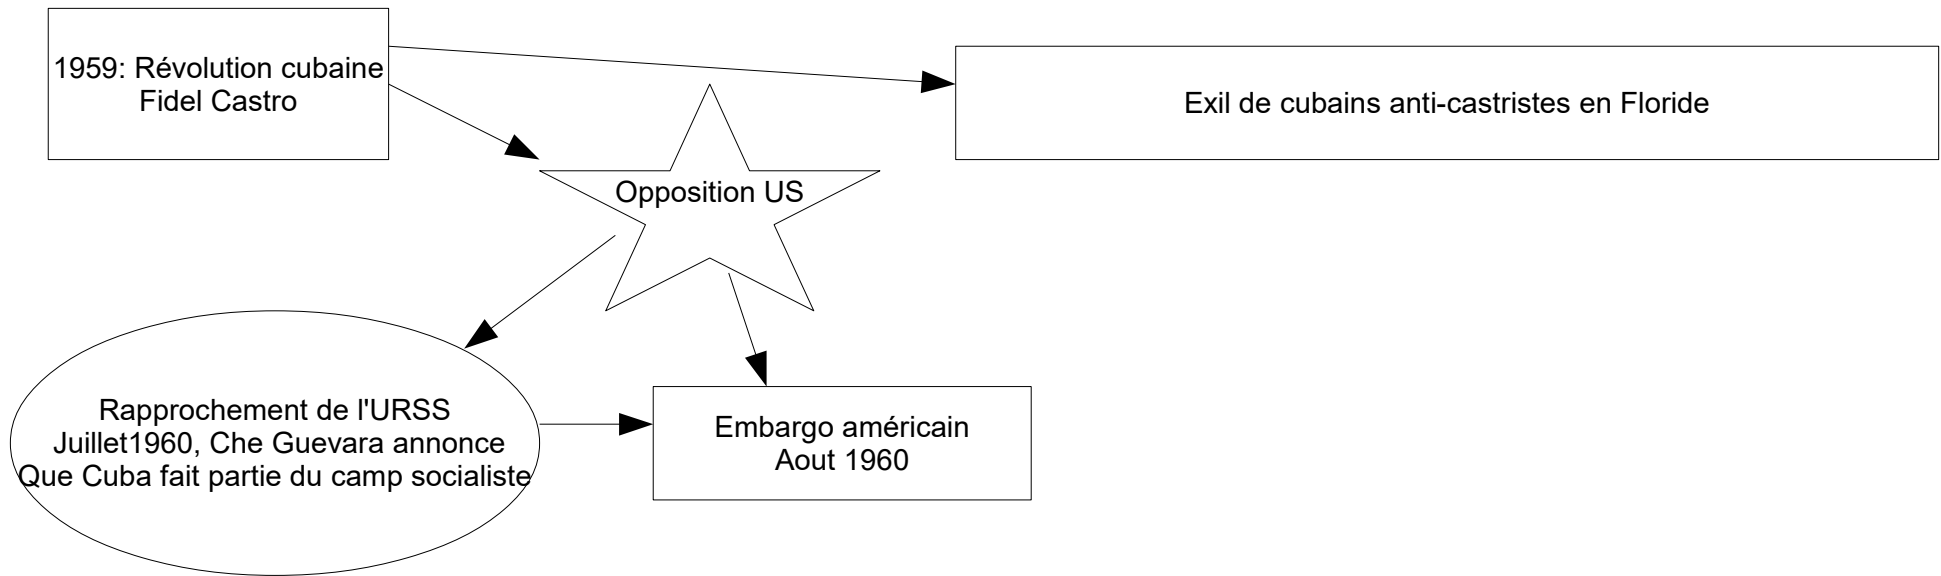 1959: Révolution cubaine
Fidel Castro
Exil de cubains anti-castristes en Floride
Opposition US
Rapprochement de l'URSS
Juillet1960, Che Guevara annonce
Que Cuba fait partie du camp socialiste
Embargo américain
Aout 1960